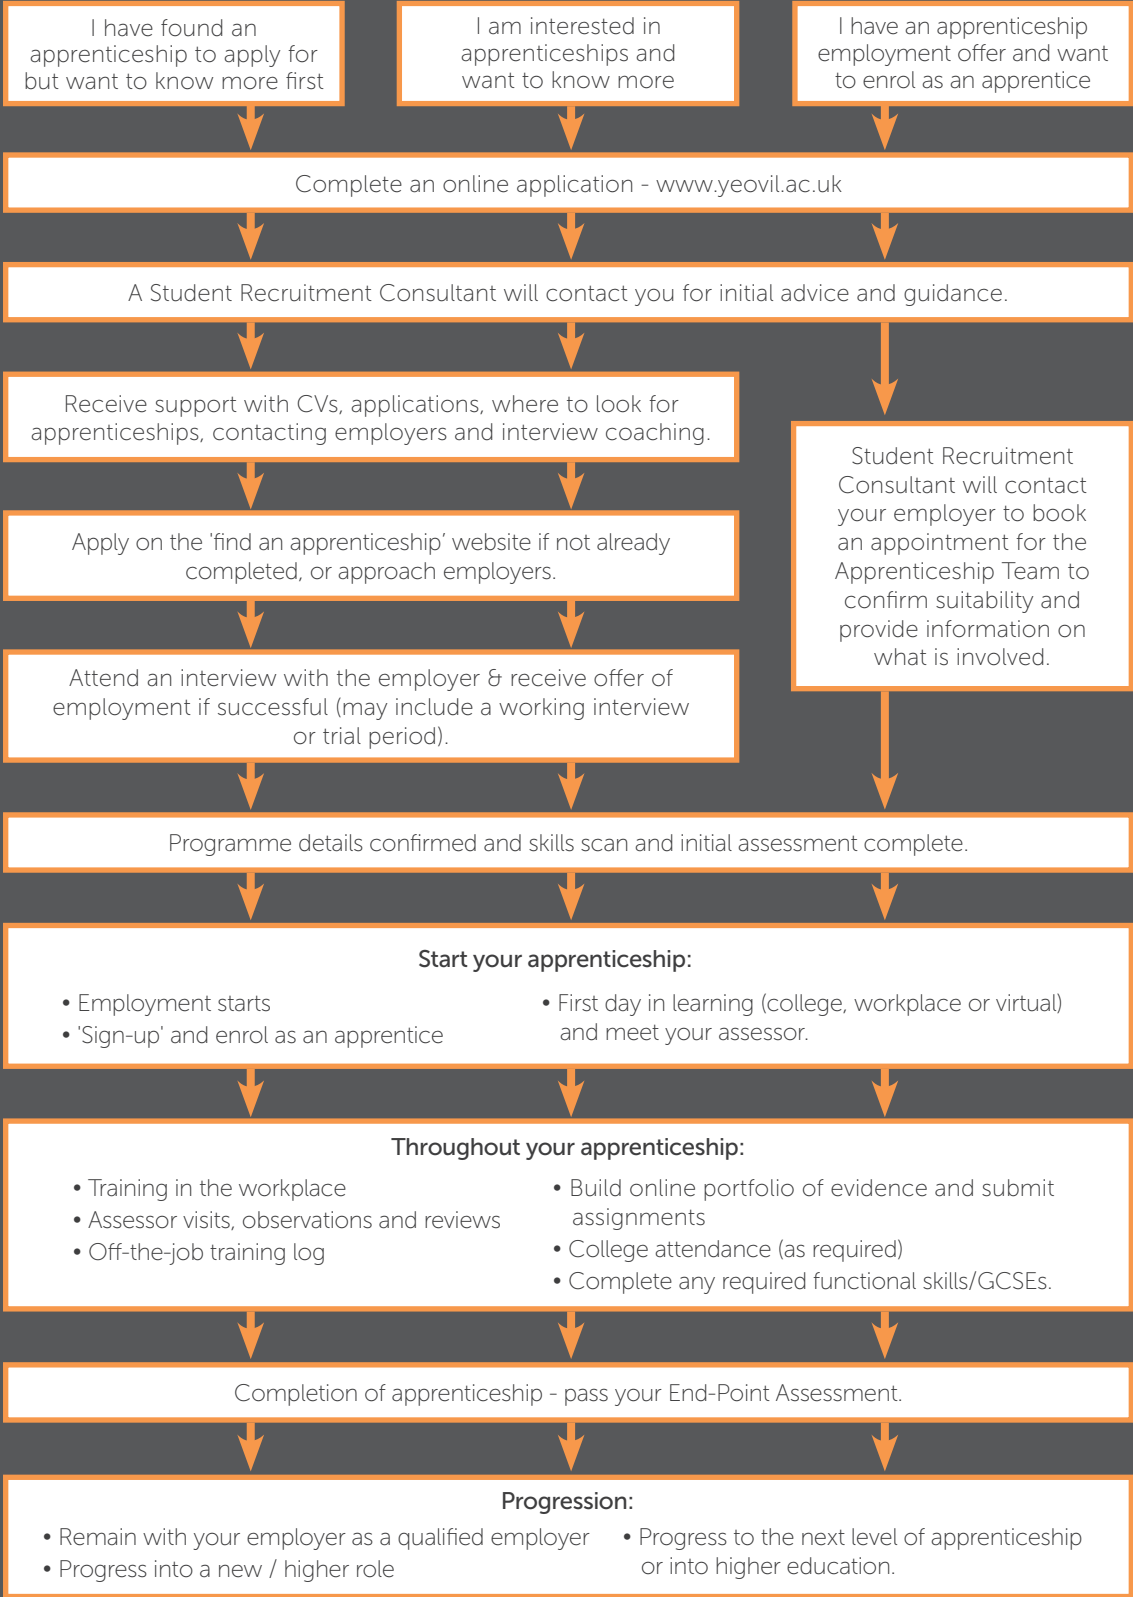 I have found an
apprenticeship to apply for
but want to know more first
I am interested in
apprenticeships and
want to know more
I have an apprenticeship
employment offer and want
to enrol as an apprentice
Complete an online application - www.yeovil.ac.uk
A Student Recruitment Consultant will contact you for initial advice and guidance.
Receive support with CVs, applications, where to look for
apprenticeships, contacting employers and interview coaching.
Apply on the 'find an apprenticeship’ website if not already
completed, or approach employers.
Attend an interview with the employer & receive offer of
employment if successful (may include a working interview
or trial period).
Student Recruitment
Consultant will contact
your employer to book
an appointment for the
Apprenticeship Team to
confirm suitability and
provide information on
what is involved.
Programme details confirmed and skills scan and initial assessment complete.
Start your apprenticeship:
• Employment starts
• 'Sign-up' and enrol as an apprentice
• First day in learning (college, workplace or virtual)
and meet your assessor.
Throughout your apprenticeship:
• Training in the workplace
• Assessor visits, observations and reviews
• Off-the-job training log
• Build online portfolio of evidence and submit
assignments
• College attendance (as required)
• Complete any required functional skills/GCSEs.
Completion of apprenticeship - pass your End-Point Assessment.
Progression:
• Remain with your employer as a qualified employer
• Progress into a new / higher role
• Progress to the next level of apprenticeship
or into higher education.